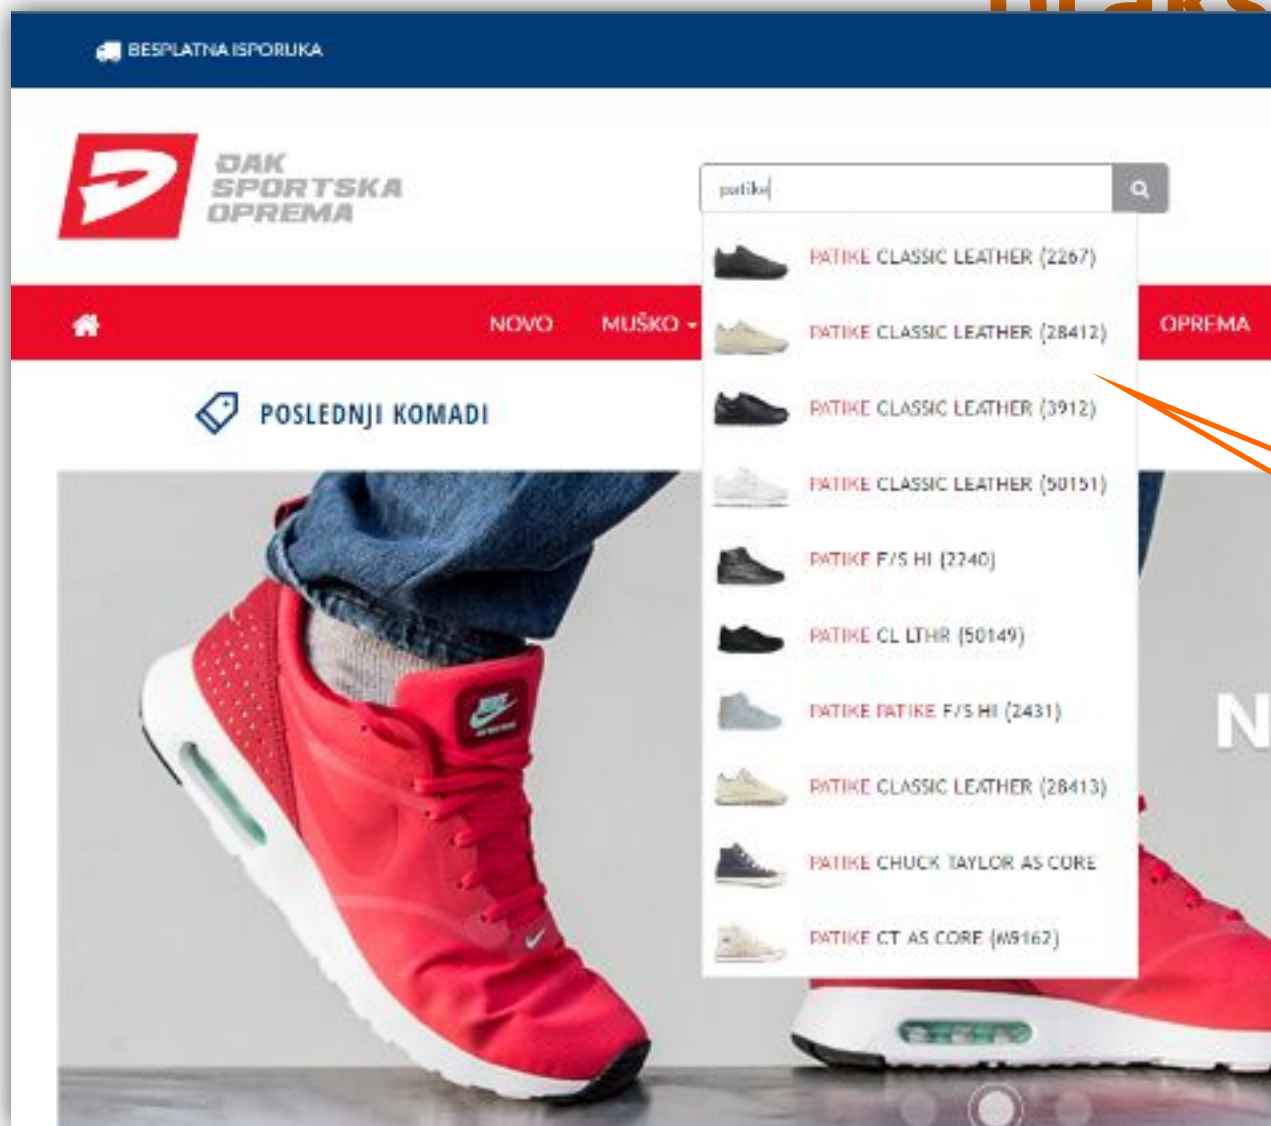 BESPLATNA ISPORUKA
ĐAK
SPORTSKA
OPREMA
patike
NOVO MUŠKO OPREMA
POSLEDNJI KOMADI
PATIKE CLASSIC LEATHER (2267)
PATIKE CLASSIC LEATHER (28412)
PATIKE CLASSIC LEATHER (3912)
PATIKE CLASSIC LEATHER (50151)
PATIKE F/S HI (2240)
PATIKE CL LTHR (50149)
PATIKE PATIKE F/S HI (2431)
PATIKE CLASSIC LEATHER (28413)
PATIKE CHUCK TAYLOR AS CORE
PATIKE CT AS CORE (M9162)
NIKE
N